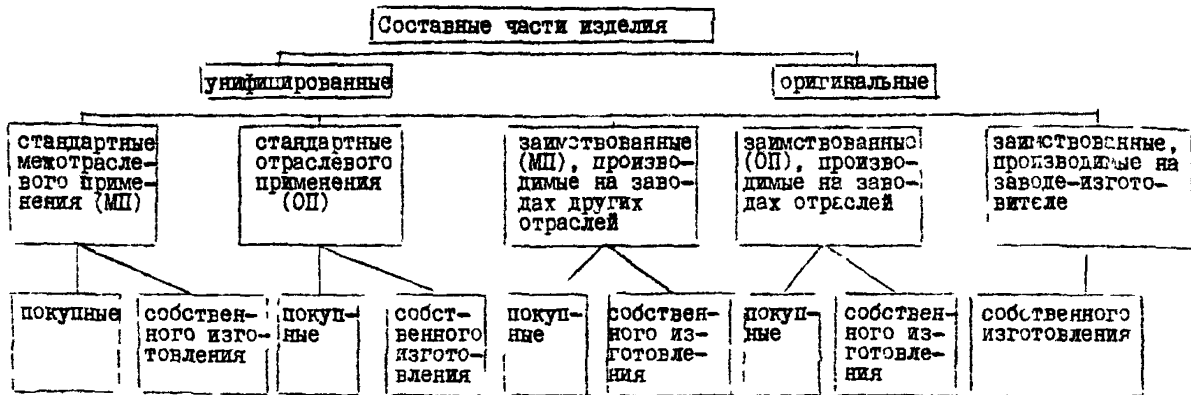 Составные части изделия
унифицированные
оригинальные
стандартные
межотрасле-
вого приме-
нения (МП)
стандартные
отраслевого
применения
(ОП)
заимствованные
(МП), произво-
димые на заво-
дах других
отраслей
заимствованные
(ОП), произво-
димые на заво-
дах отраслей
заимствованные,
производимые на
заводе-изгото-
вителе
покупные
собствен-
ного изго-
товления
покуп-
ные
собст-
венного
изгото-
вления
покуп-
ные
собствен-
ного из-
готовле-
ния
покуп-
ные
собствен-
ного из-
готовле-
ния
собственного
изготовления